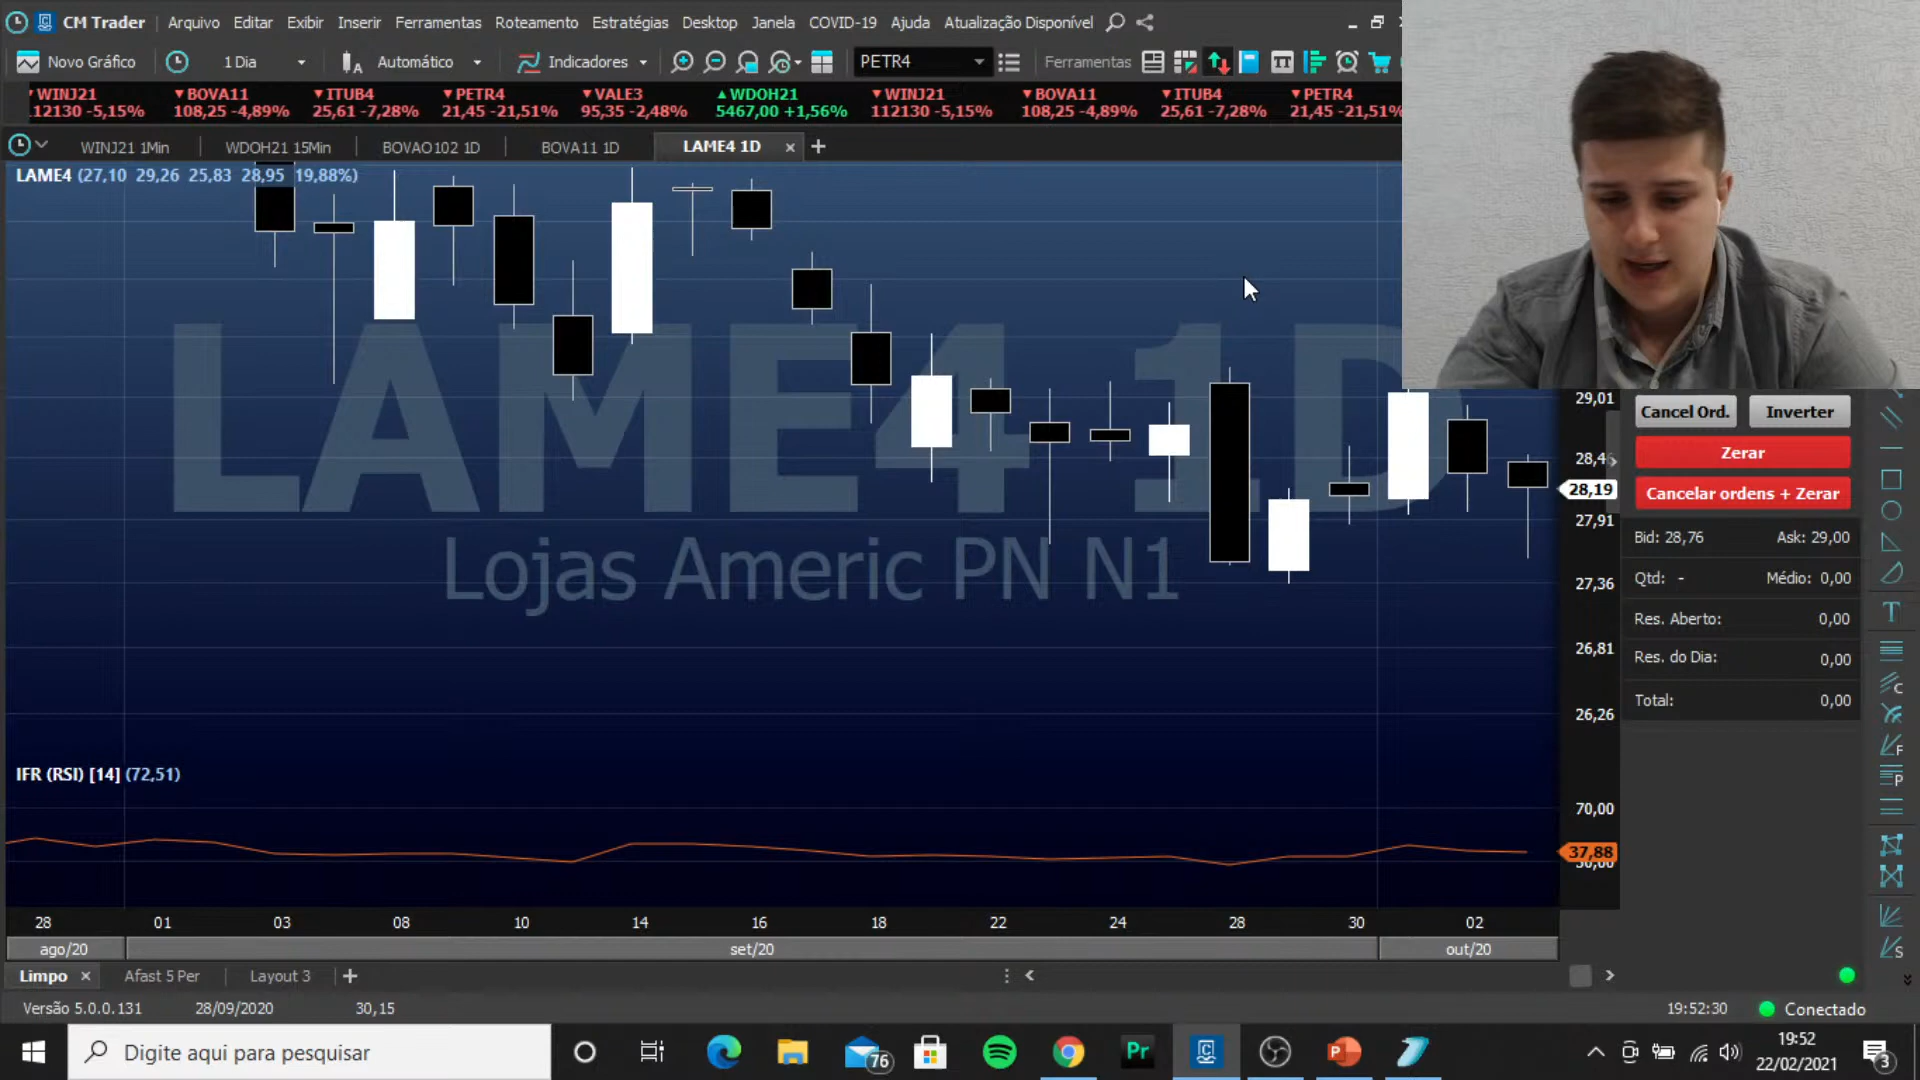 CM Trader Arquivo Editar Exibir Inserir Ferramentas Roteamento Estratégias Desktop Janela COVID-19 Ajuda Atualização Disponível
Novo Gráfico 1 Dia Automático Indicadores PETR4 Ferramentas
WINJ21 BOVA11 ITUB4 PETR4 VALE3 WDOH21 WINJ21 BOVA11 ITUB4 PETR4
112130 -5,15% 108,25 -4,89% 25,61 -7,28% 21,45 -21,51% 95,35 -2,48% 5467,00 +1,56% 112130 -5,15% 108,25 -4,89% 25,61 -7,28% 21,45 -21,51%
WINJ21 1Min WDOH21 15Min BOVAO102 1D BOVA11 1D LAME4 1D
LAME4 (27,10 29,26 25,83 28,95 19,88%)
LAME4 1D
Lojas Americ PN N1
29,01
28,46
28,19
27,91
27,36
26,81
26,26
Cancel Ord. Inverter
Zerar
Cancelar ordens + Zerar
Bid: 28,76 Ask: 29,00
Qtd: - Médio: 0,00
Res. Aberto: 0,00
Res. do Dia: 0,00
Total: 0,00
IFR (RSI) [14] (72,51)
70,00
37,88
28 01 03 08 10 14 16 18 22 24 28 30 02
ago/20 set/20 out/20
Limpo Afast 5 Per Layout 3
Versão 5.0.0.131 28/09/2020 30,15 19:52:30 Conectado
Digite aqui para pesquisar
76
Pr
19:52
22/02/2021
3